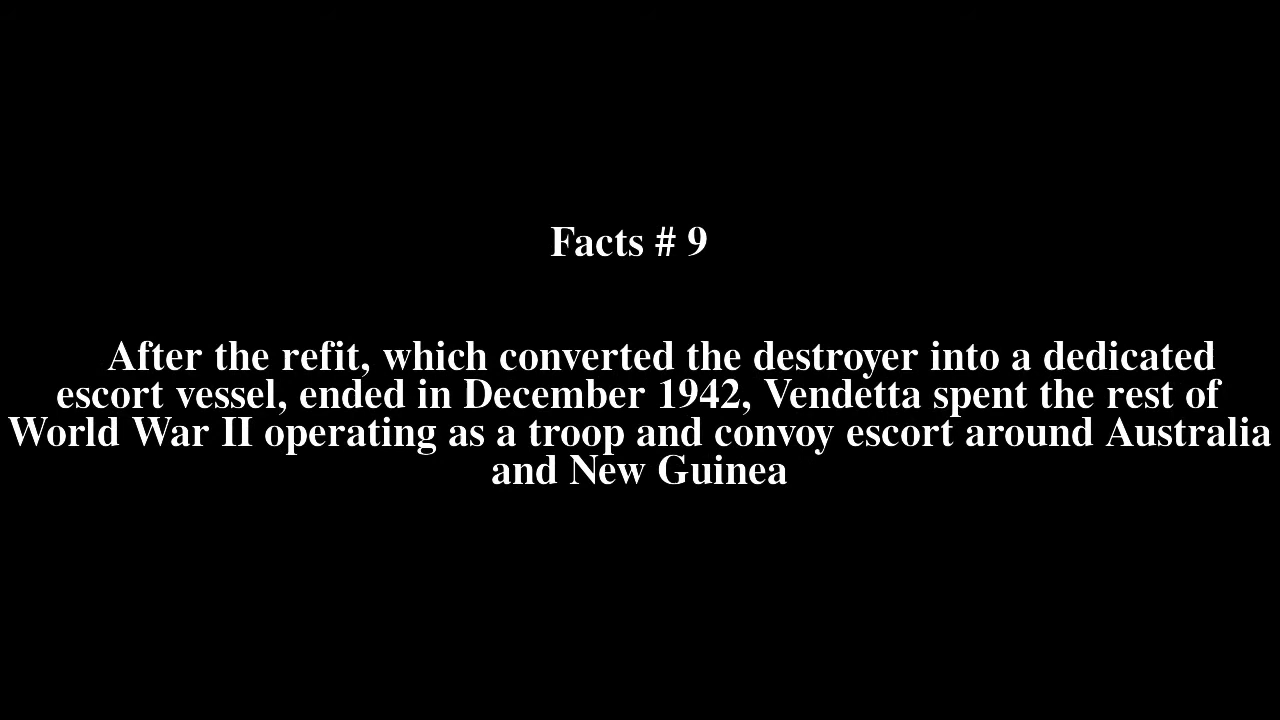 Facts # 9
After the refit, which converted the destroyer into a dedicated
escort vessel, ended in December 1942, Vendetta spent the rest of
World War II operating as a troop and convoy escort around Australia
and New Guinea